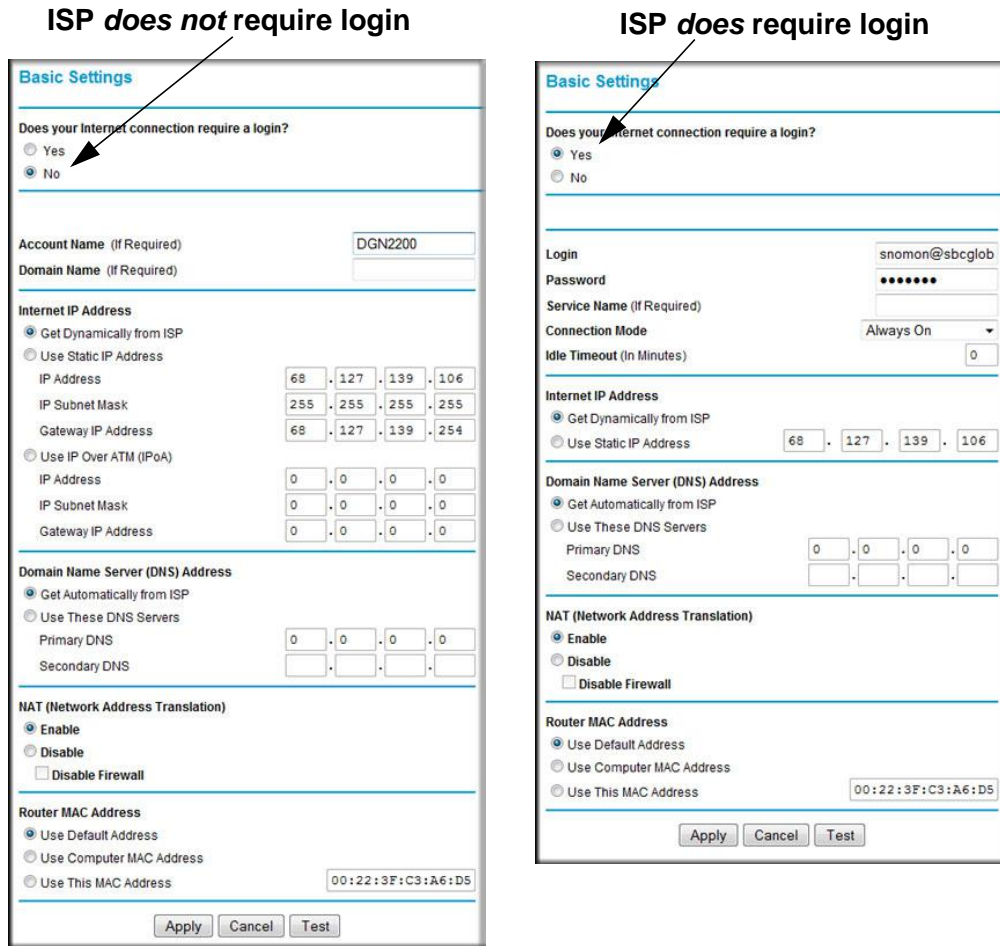 ISP does not require login
Basic Settings
Does your Internet connection require a login?
Yes
No
Account Name (If Required) DGN2200
Domain Name (If Required)
Internet IP Address
Get Dynamically from ISP
Use Static IP Address
IP Address 68 . 127 . 139 . 106
IP Subnet Mask 255 . 255 . 255 . 255
Gateway IP Address 68 . 127 . 139 . 254
Use IP Over ATM (IPoA)
IP Address 0 . 0 . 0 . 0
IP Subnet Mask 0 . 0 . 0 . 0
Gateway IP Address 0 . 0 . 0 . 0
Domain Name Server (DNS) Address
Get Automatically from ISP
Use These DNS Servers
Primary DNS 0 . 0 . 0 . 0
Secondary DNS . . .
NAT (Network Address Translation)
Enable
Disable
Disable Firewall
Router MAC Address
Use Default Address
Use Computer MAC Address
Use This MAC Address 00:22:3F:C3:A6:D5
Apply Cancel Test
ISP does require login
Basic Settings
Does your Internet connection require a login?
Yes
No
Login snomon@sbcglob
Password •••••••
Service Name (If Required)
Connection Mode Always On
Idle Timeout (In Minutes) 0
Internet IP Address
Get Dynamically from ISP
Use Static IP Address 68 . 127 . 139 . 106
Domain Name Server (DNS) Address
Get Automatically from ISP
Use These DNS Servers
Primary DNS 0 . 0 . 0 . 0
Secondary DNS . . .
NAT (Network Address Translation)
Enable
Disable
Disable Firewall
Router MAC Address
Use Default Address
Use Computer MAC Address
Use This MAC Address 00:22:3F:C3:A6:D5
Apply Cancel Test